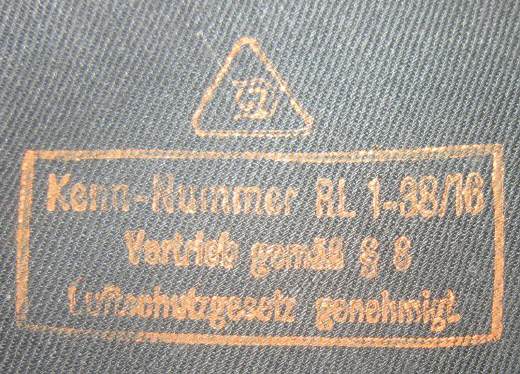 Kenn-Nummer RL 1-38/16
Vertrieb gemäß § 8
Luftschutzgesetz genehmigt